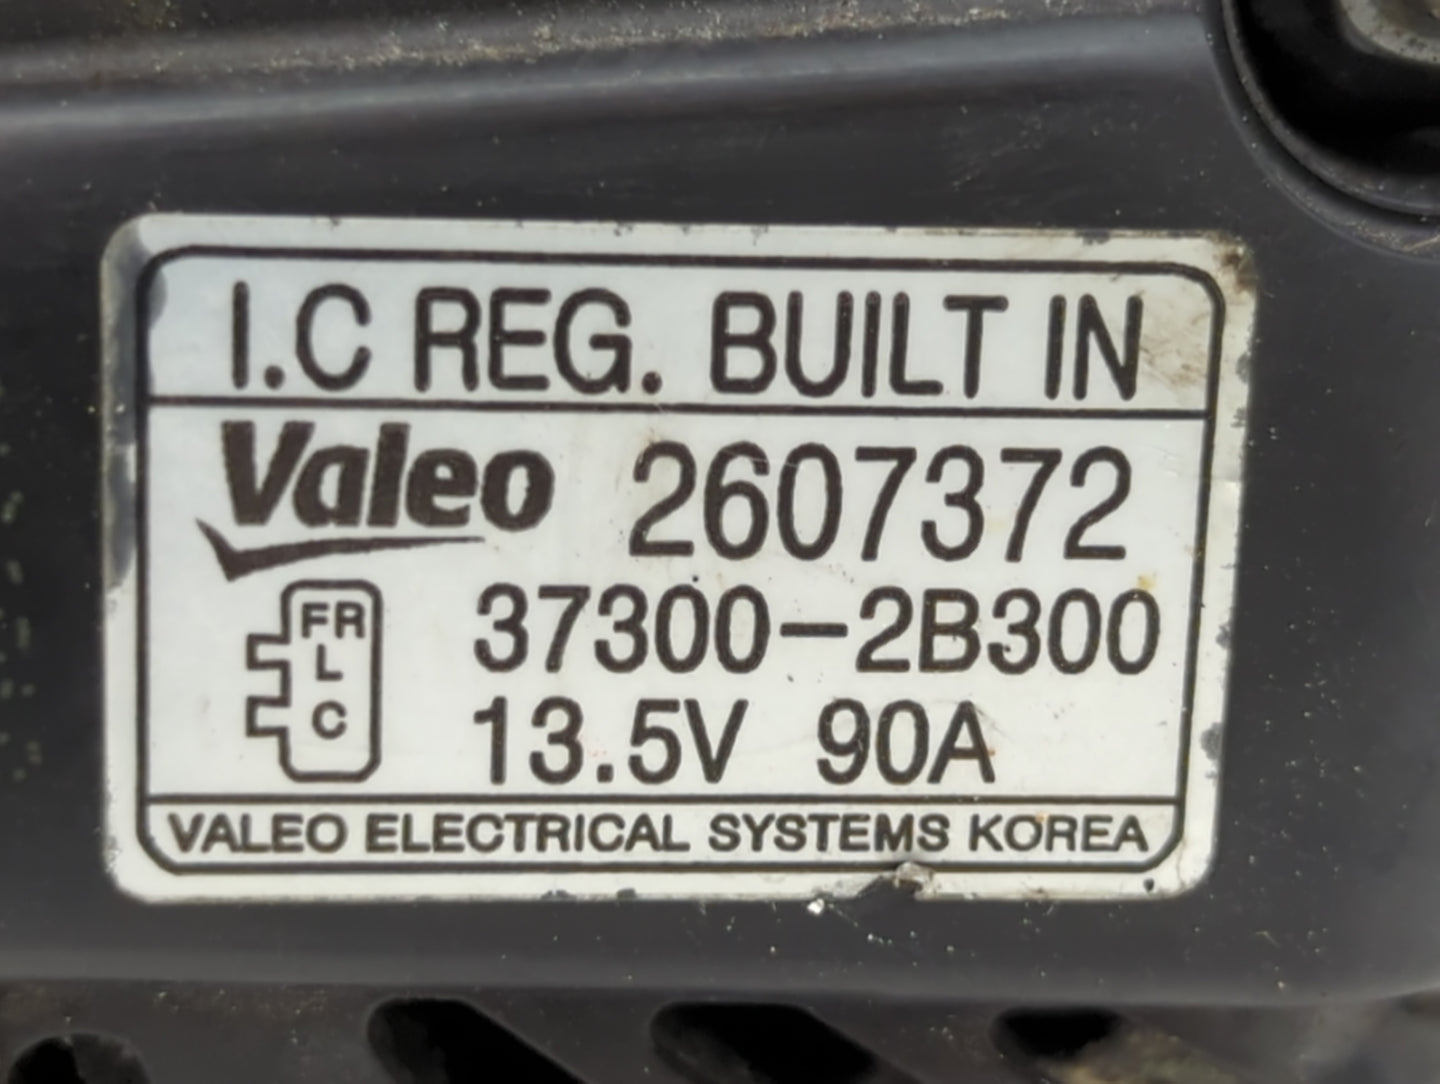 I.C REG. BUILT IN
Valeo 2607372
FR
L
C
37300-2B300
13.5V 90A
VALEO ELECTRICAL SYSTEMS KOREA